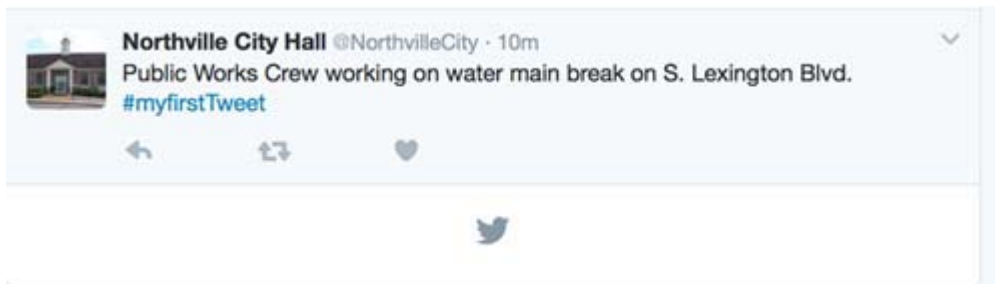 Northville City Hall @NorthvilleCity · 10m
Public Works Crew working on water main break on S. Lexington Blvd.
#myfirstTweet